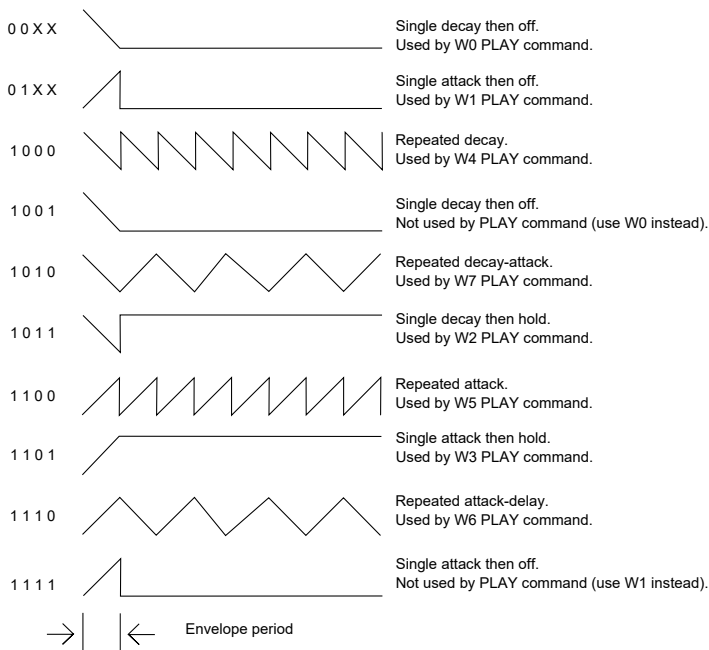 0 0 X X
Single decay then off.
Used by W0 PLAY command.
0 1 X X
Single attack then off.
Used by W1 PLAY command.
1 0 0 0
Repeated decay.
Used by W4 PLAY command.
1 0 0 1
Single decay then off.
Not used by PLAY command (use W0 instead).
1 0 1 0
Repeated decay-attack.
Used by W7 PLAY command.
1 0 1 1
Single decay then hold.
Used by W2 PLAY command.
1 1 0 0
Repeated attack.
Used by W5 PLAY command.
1 1 0 1
Single attack then hold.
Used by W3 PLAY command.
1 1 1 0
Repeated attack-delay.
Used by W6 PLAY command.
1 1 1 1
Single attack then off.
Not used by PLAY command (use W1 instead).
Envelope period